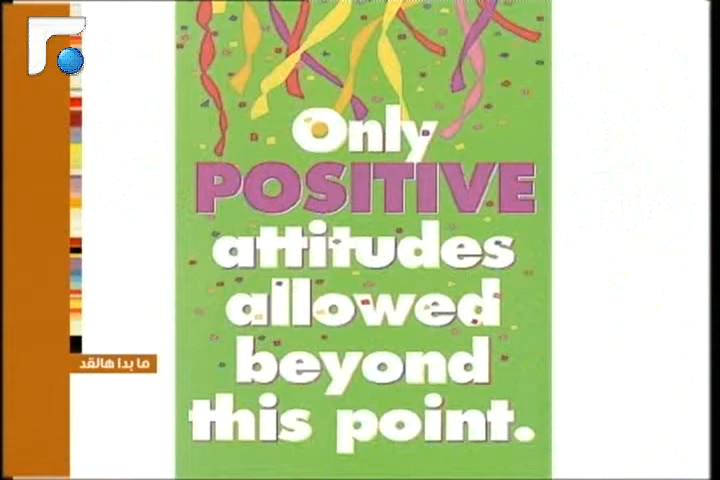 Only
POSITIVE
attitudes
allowed
beyond
this point.
ما بدا هالقد